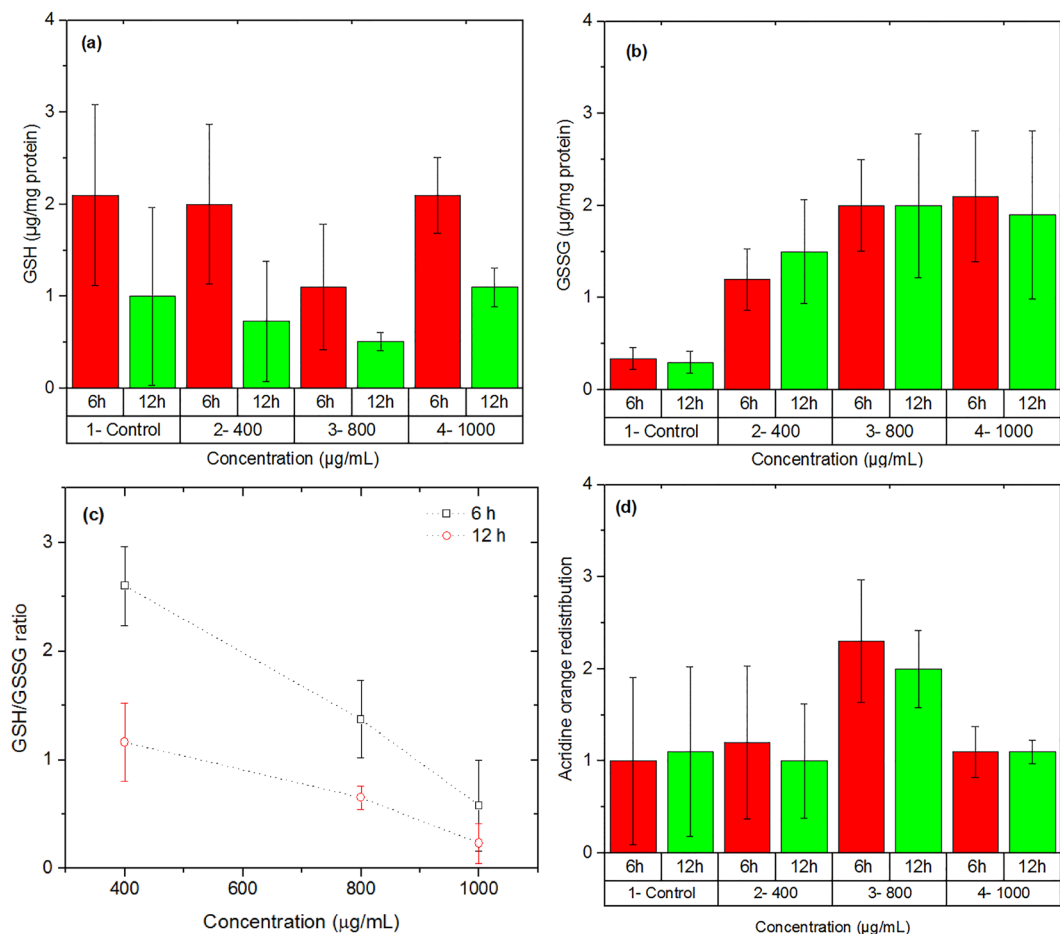 (a)
GSH (µg/mg protein)
4
3
2
1
0
6h 12h 6h 12h 6h 12h 6h 12h
1- Control 2- 400 3- 800 4- 1000
Concentration (µg/mL)
(b)
GSSG (µg/mg protein)
4
3
2
1
0
6h 12h 6h 12h 6h 12h 6h 12h
1- Control 2- 400 3- 800 4- 1000
Concentration (µg/mL)
(c)
6 h
12 h
GSH/GSSG ratio
3
2
1
0
400 600 800 1000
Concentration (µg/mL)
(d)
Acridine orange redistribution
4
3
2
1
0
6h 12h 6h 12h 6h 12h 6h 12h
1- Control 2- 400 3- 800 4- 1000
Concentration (µg/mL)